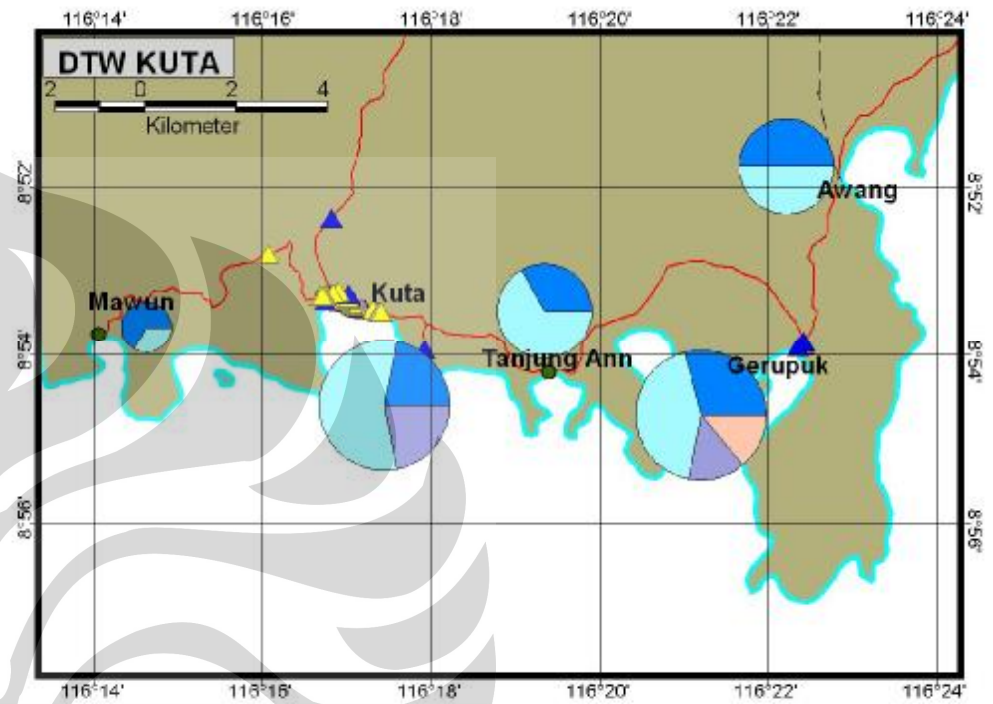 116°14' 116°16' 116°18' 116°20' 116°22' 116°24'
DTW KUTA
2 0 2 4
Kilometer
8°52' 8°52'
Awang
Mawun
Kuta
Tanjung Ann
Gerupuk
8°54' 8°54'
8°56' 8°56'
116°14' 116°16' 116°18' 116°20' 116°22' 116°24'